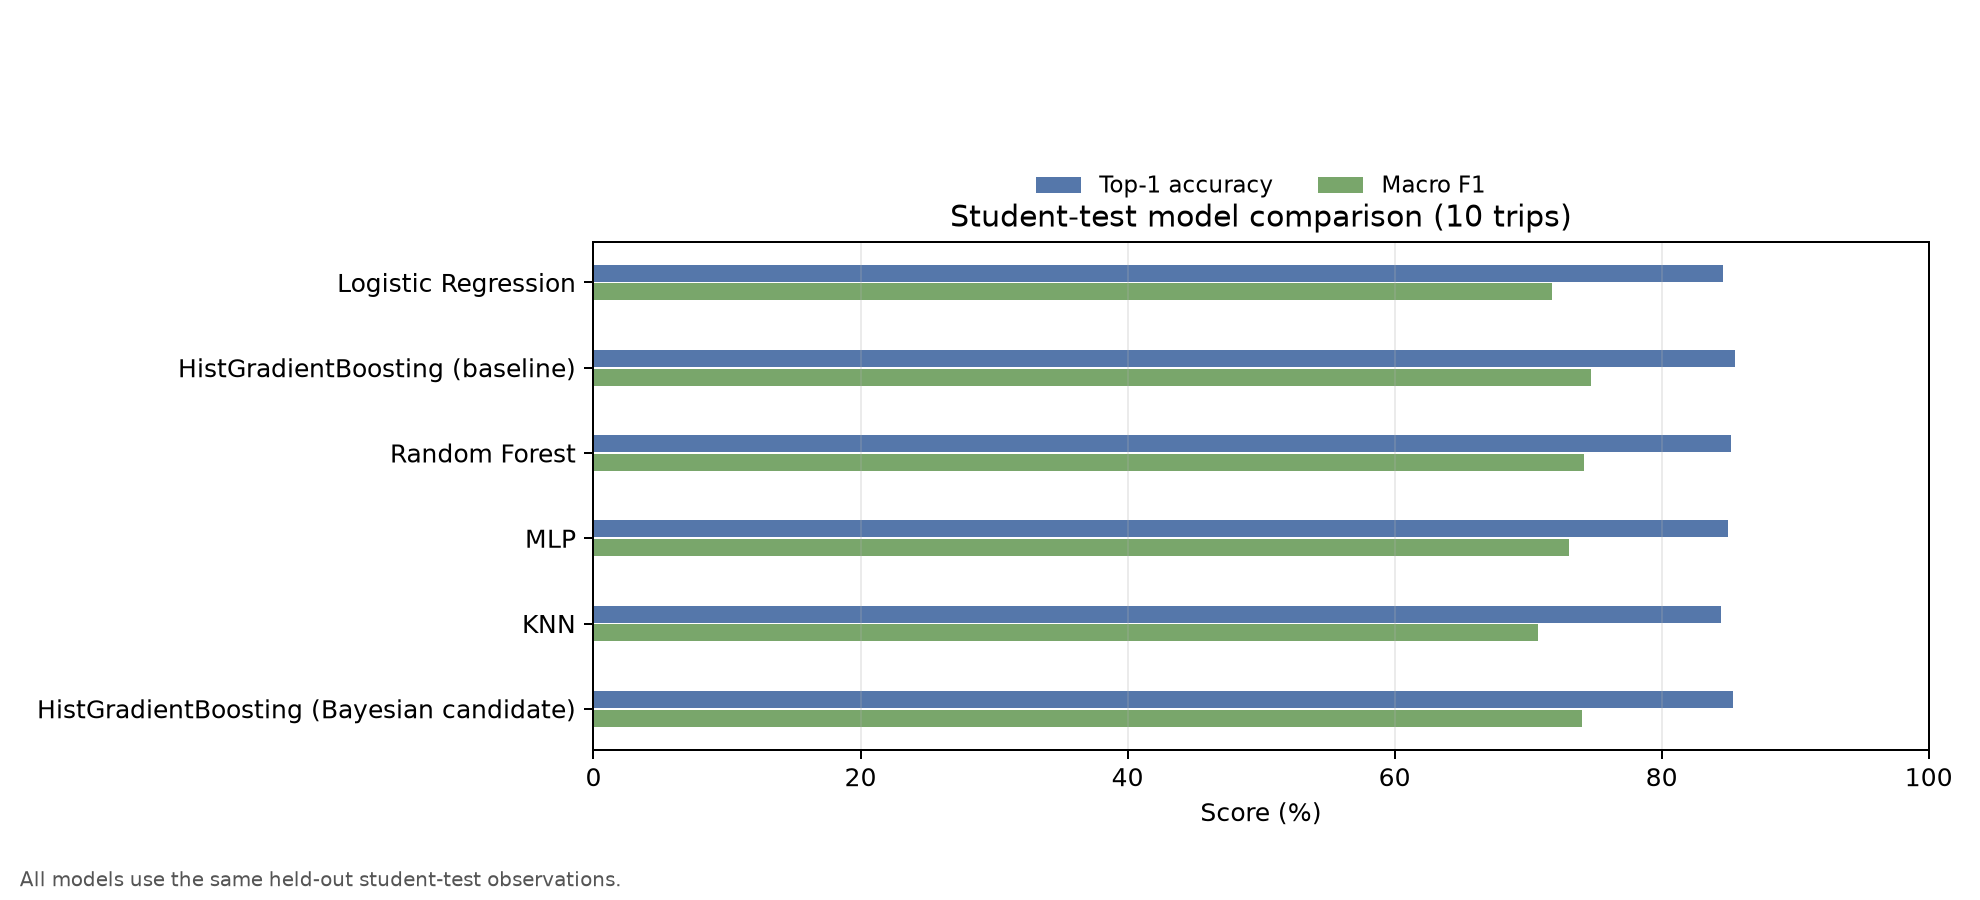 Top-1 accuracy Macro F1
Student-test model comparison (10 trips)
Logistic Regression
HistGradientBoosting (baseline)
Random Forest
MLP
KNN
HistGradientBoosting (Bayesian candidate)
0 20 40 60 80 100
Score (%)
All models use the same held-out student-test observations.